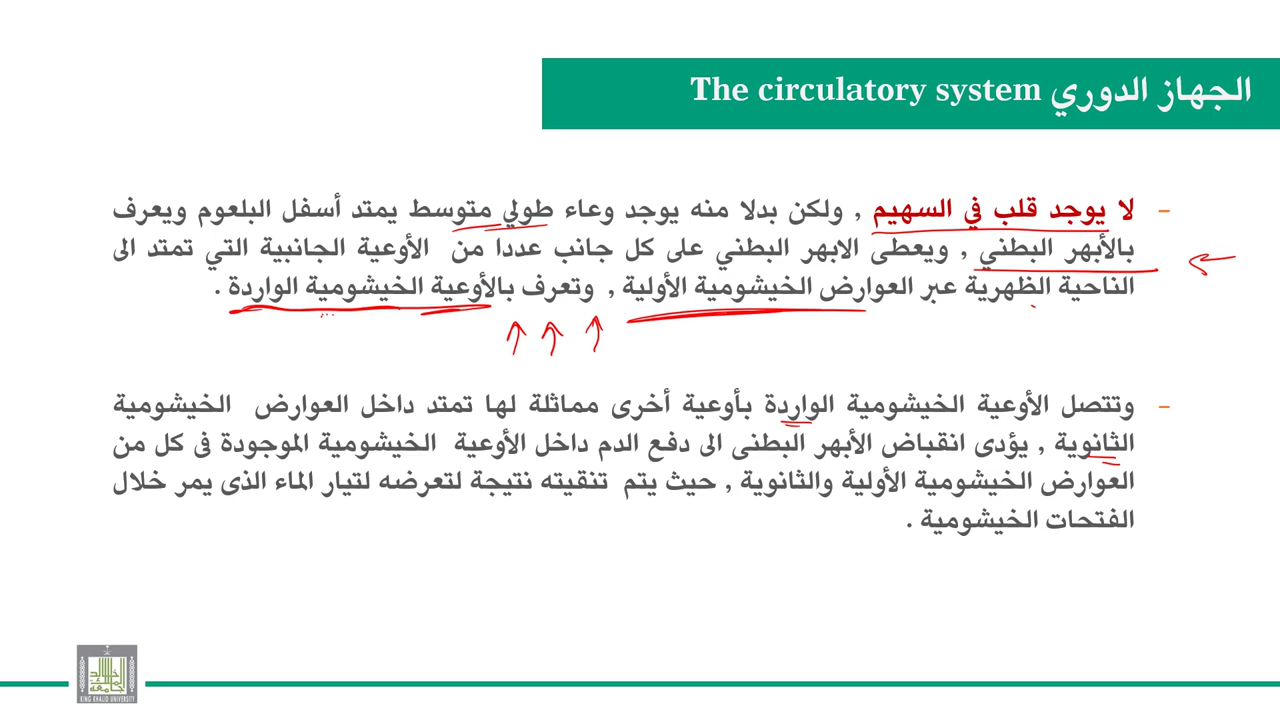 الجهاز الدوري The circulatory system
- لا يوجد قلب في السهيم , ولكن بدلا منه يوجد وعاء طولي متوسط يمتد أسفل البلعوم ويعرف
بالأبهر البطني , ويعطى الابهر البطني على كل جانب عددا من الأوعية الجانبية التي تمتد الى
الناحية الظهرية عبر العوارض الخيشومية الأولية , وتعرف بالأوعية الخيشومية الواردة .
- وتتصل الأوعية الخيشومية الواردة بأوعية أخرى مماثلة لها تمتد داخل العوارض الخيشومية
الثانوية , يؤدى انقباض الأبهر البطنى الى دفع الدم داخل الأوعية الخيشومية الموجودة فى كل من
العوارض الخيشومية الأولية والثانوية , حيث يتم تنقيته نتيجة لتعرضه لتيار الماء الذى يمر خلال
الفتحات الخيشومية .
KING KHALID UNIVERSITY